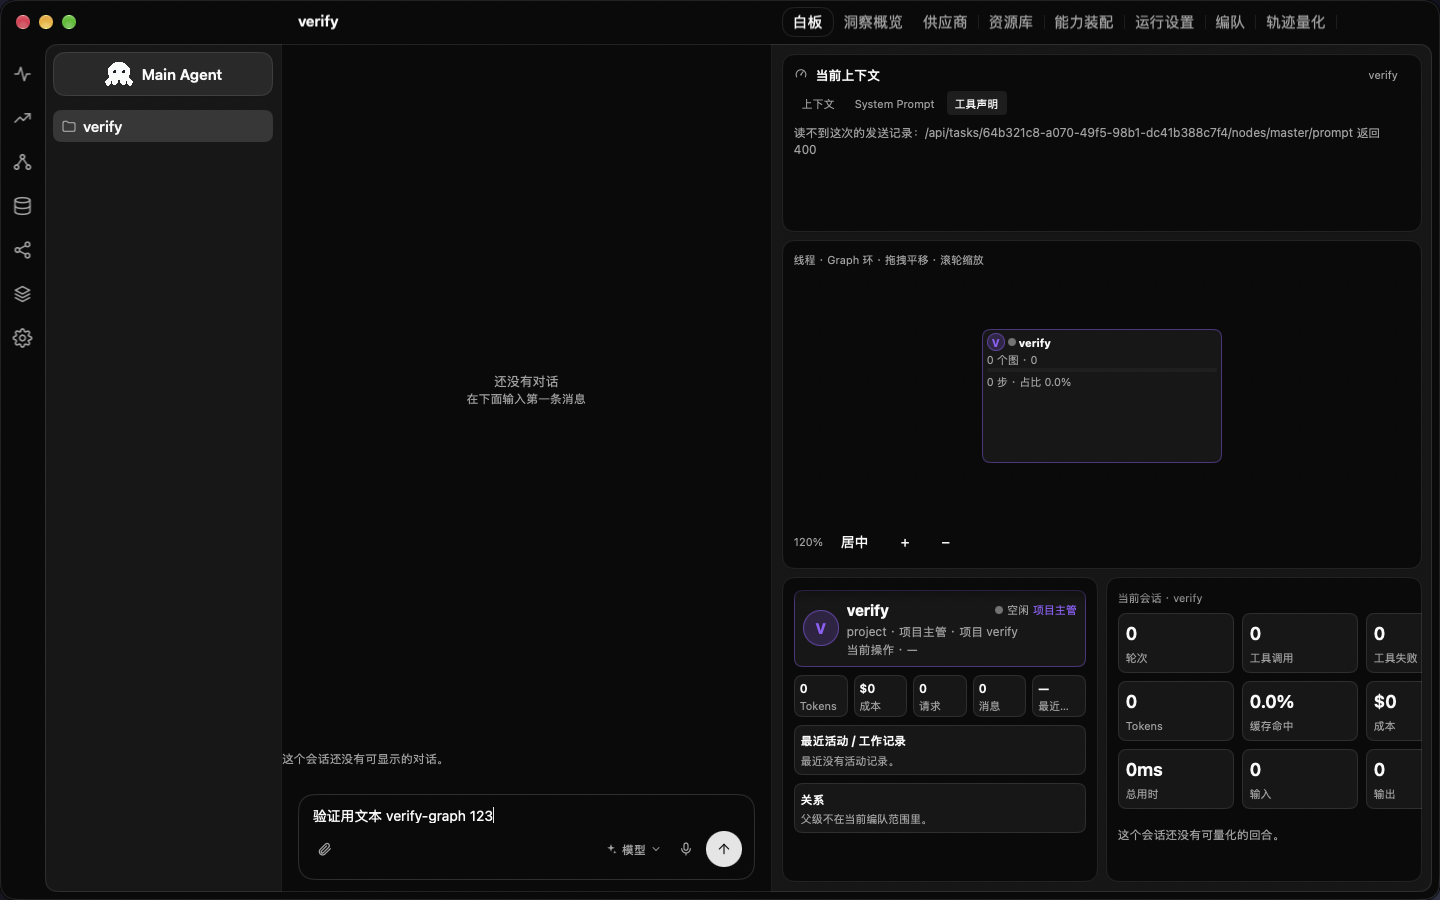 verify
白板
洞察概览
供应商
资源库
能力装配
运行设置
编队
轨迹量化
Main Agent
verify
还没有对话
在下面输入第一条消息
这个会话还没有可显示的对话。
验证用文本 verify-graph 123
模型
当前上下文
verify
上下文
System Prompt
工具声明
读不到这次的发送记录：/api/tasks/64b321c8-a070-49f5-98b1-dc41b388c7f4/nodes/master/prompt 返回
400
线程 · Graph 环 · 拖拽平移 · 滚轮缩放
V verify
0 个图 · 0
0 步 · 占比 0.0%
120%
居中
+
−
V
verify
空闲 项目主管
project · 项目主管 · 项目 verify
当前操作 · —
0
Tokens
$0
成本
0
请求
0
消息
—
最近...
最近活动 / 工作记录
最近没有活动记录。
关系
父级不在当前编队范围里。
当前会话 · verify
0
轮次
0
工具调用
0
工具失败
0
Tokens
0.0%
缓存命中
$0
成本
0ms
总用时
0
输入
0
输出
这个会话还没有可量化的回合。